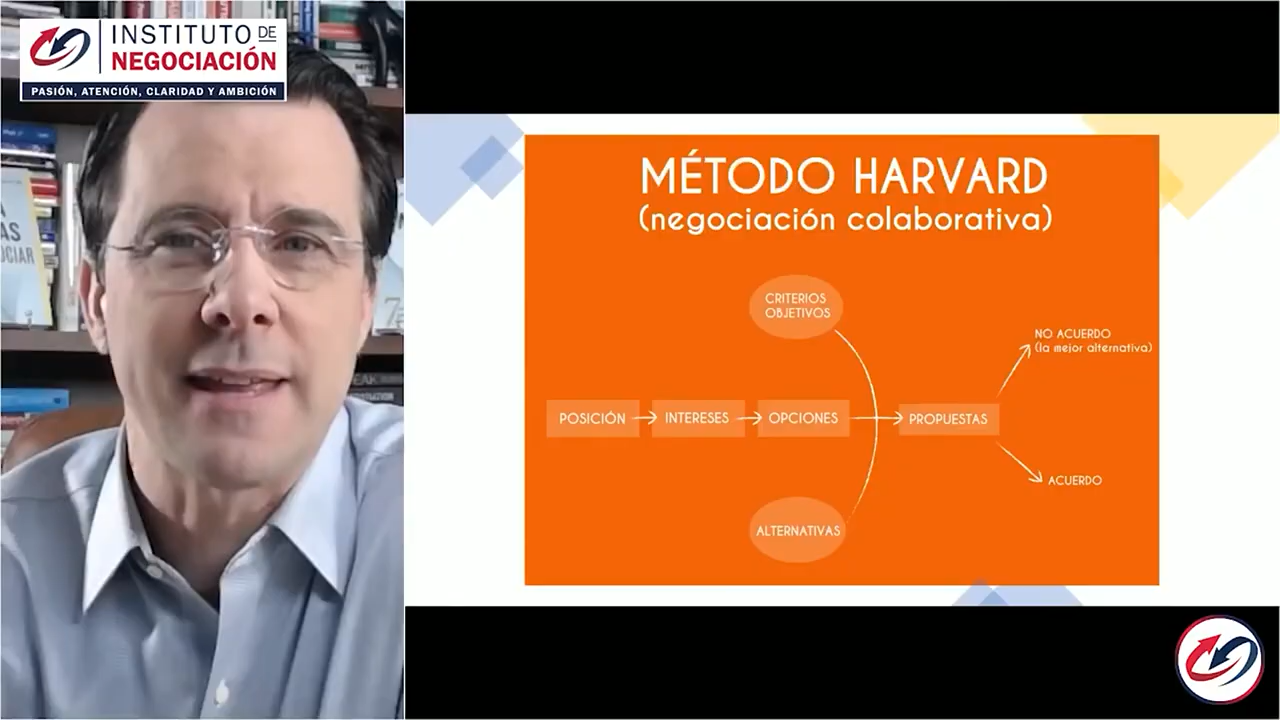 INSTITUTO DE
NEGOCIACIÓN
PASIÓN, ATENCIÓN, CLARIDAD Y AMBICIÓN
MÉTODO HARVARD
(negociación colaborativa)
CRITERIOS
OBJETIVOS
NO ACUERDO
(la mejor alternativa)
POSICIÓN
INTERESES
OPCIONES
PROPUESTAS
ACUERDO
ALTERNATIVAS